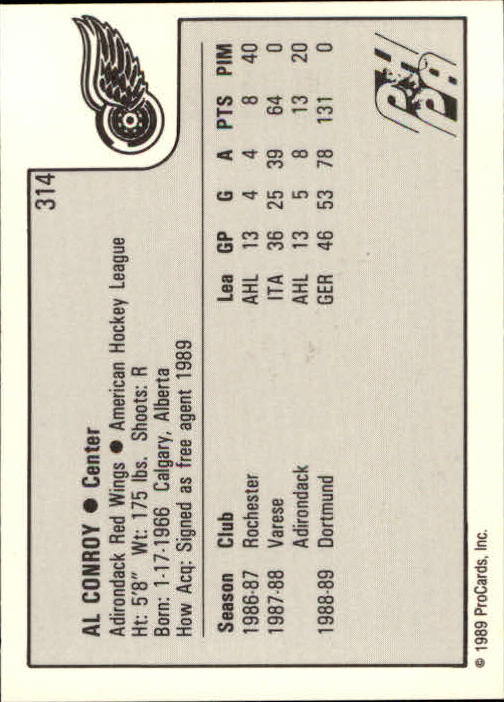 314
AL CONROY ● Center
Adirondack Red Wings ● American Hockey League
Ht: 5'8" Wt: 175 lbs. Shoots: R
Born: 1-17-1966 Calgary, Alberta
How Acq: Signed as free agent 1989
Season Club Lea GP G A PTS PIM
1986-87 Rochester AHL 13 4 4 8 40
1987-88 Varese ITA 36 25 39 64 0
Adirondack AHL 13 5 8 13 20
1988-89 Dortmund GER 46 53 78 131 0
© 1989 ProCards, Inc.